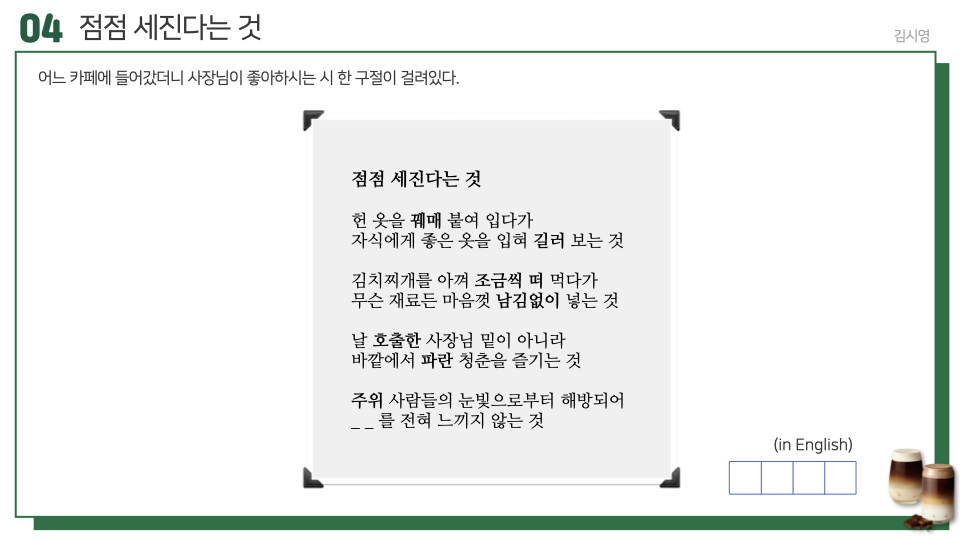 04 점점 세진다는 것
김시영
어느 카페에 들어갔더니 사장님이 좋아하시는 시 한 구절이 걸려있다.
점점 세진다는 것
헌 옷을 꿰매 붙여 입다가
자식에게 좋은 옷을 입혀 길러 보는 것
김치찌개를 아껴 조금씩 떠 먹다가
무슨 재료든 마음껏 남김없이 넣는 것
날 호출한 사장님 밑이 아니라
바깥에서 파란 청춘을 즐기는 것
주위 사람들의 눈빛으로부터 해방되어
_ _ 를 전혀 느끼지 않는 것
(in English)